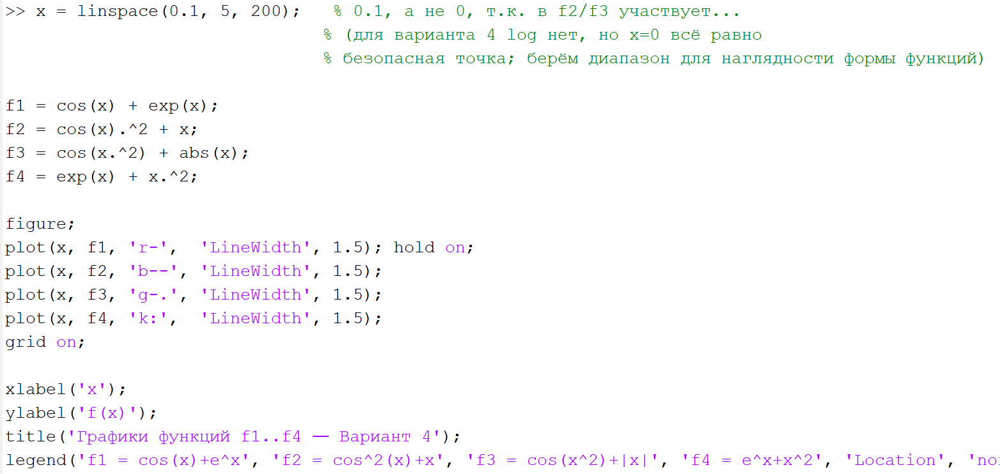 >> x = linspace(0.1, 5, 200);   % 0.1, а не 0, т.к. в f2/f3 участвует...
% (для варианта 4 log нет, но x=0 всё равно
% безопасная точка; берём диапазон для наглядности формы функций)
f1 = cos(x) + exp(x);
f2 = cos(x).^2 + x;
f3 = cos(x.^2) + abs(x);
f4 = exp(x) + x.^2;
figure;
plot(x, f1, 'r-',  'LineWidth', 1.5); hold on;
plot(x, f2, 'b--', 'LineWidth', 1.5);
plot(x, f3, 'g-.', 'LineWidth', 1.5);
plot(x, f4, 'k:',  'LineWidth', 1.5);
grid on;
xlabel('x');
ylabel('f(x)');
title('Графики функций f1..f4 — Вариант 4');
legend('f1 = cos(x)+e^x', 'f2 = cos^2(x)+x', 'f3 = cos(x^2)+|x|', 'f4 = e^x+x^2', 'Location',